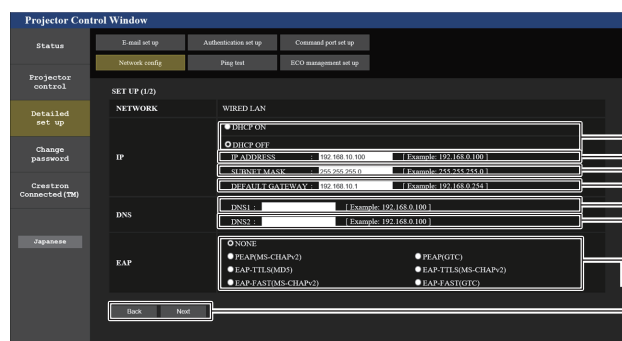 Projector Control Window
Status
E-mail set up
Authentication set up
Command port set up
Network config
Ping test
ECO management set up
Projector
control
Detailed
set up
Change
password
Crestron
Connected(TM)
Japanese
SET UP (1/2)
NETWORK WIRED LAN
IP
DHCP ON
DHCP OFF
IP ADDRESS : 192.168.10.100 [ Example: 192.168.0.100 ]
SUBNET MASK : 255.255.255.0 [ Example: 255.255.255.0 ]
DEFAULT GATEWAY : 192.168.10.1 [ Example: 192.168.0.254 ]
DNS
DNS1 : [ Example: 192.168.0.100 ]
DNS2 : [ Example: 192.168.0.100 ]
EAP
NONE
PEAP(MS-CHAPv2) PEAP(GTC)
EAP-TTLS(MD5) EAP-TTLS(MS-CHAPv2)
EAP-FAST(MS-CHAPv2) EAP-FAST(GTC)
Back Next